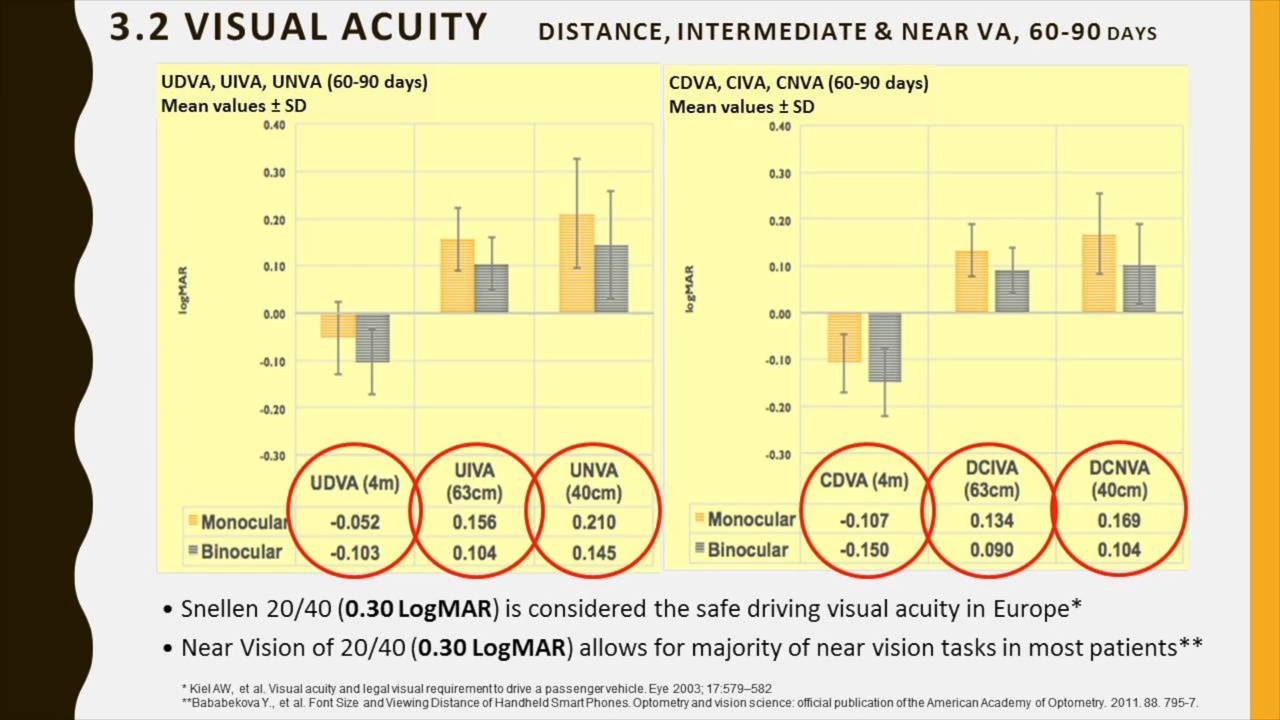 3.2 VISUAL ACUITY DISTANCE, INTERMEDIATE & NEAR VA, 60-90 DAYS
UDVA, UIVA, UNVA (60-90 days)
Mean values ± SD
0.40
0.30
0.20
0.10
0.00
-0.10
-0.20
-0.30
logMAR
UDVA (4m) UIVA (63cm) UNVA (40cm)
Monocular -0.052 0.156 0.210
Binocular -0.103 0.104 0.145
CDVA, CIVA, CNVA (60-90 days)
Mean values ± SD
0.40
0.30
0.20
0.10
0.00
-0.10
-0.20
-0.30
logMAR
CDVA (4m) DCIVA (63cm) DCNVA (40cm)
Monocular -0.107 0.134 0.169
Binocular -0.150 0.090 0.104
• Snellen 20/40 (0.30 LogMAR) is considered the safe driving visual acuity in Europe*
• Near Vision of 20/40 (0.30 LogMAR) allows for majority of near vision tasks in most patients**
* Kiel AW, et al. Visual acuity and legal visual requirement to drive a passenger vehicle. Eye 2003; 17:579–582
**Bababekova Y., et al. Font Size and Viewing Distance of Handheld Smart Phones. Optometry and vision science: official publication of the American Academy of Optometry. 2011. 88. 795-7.